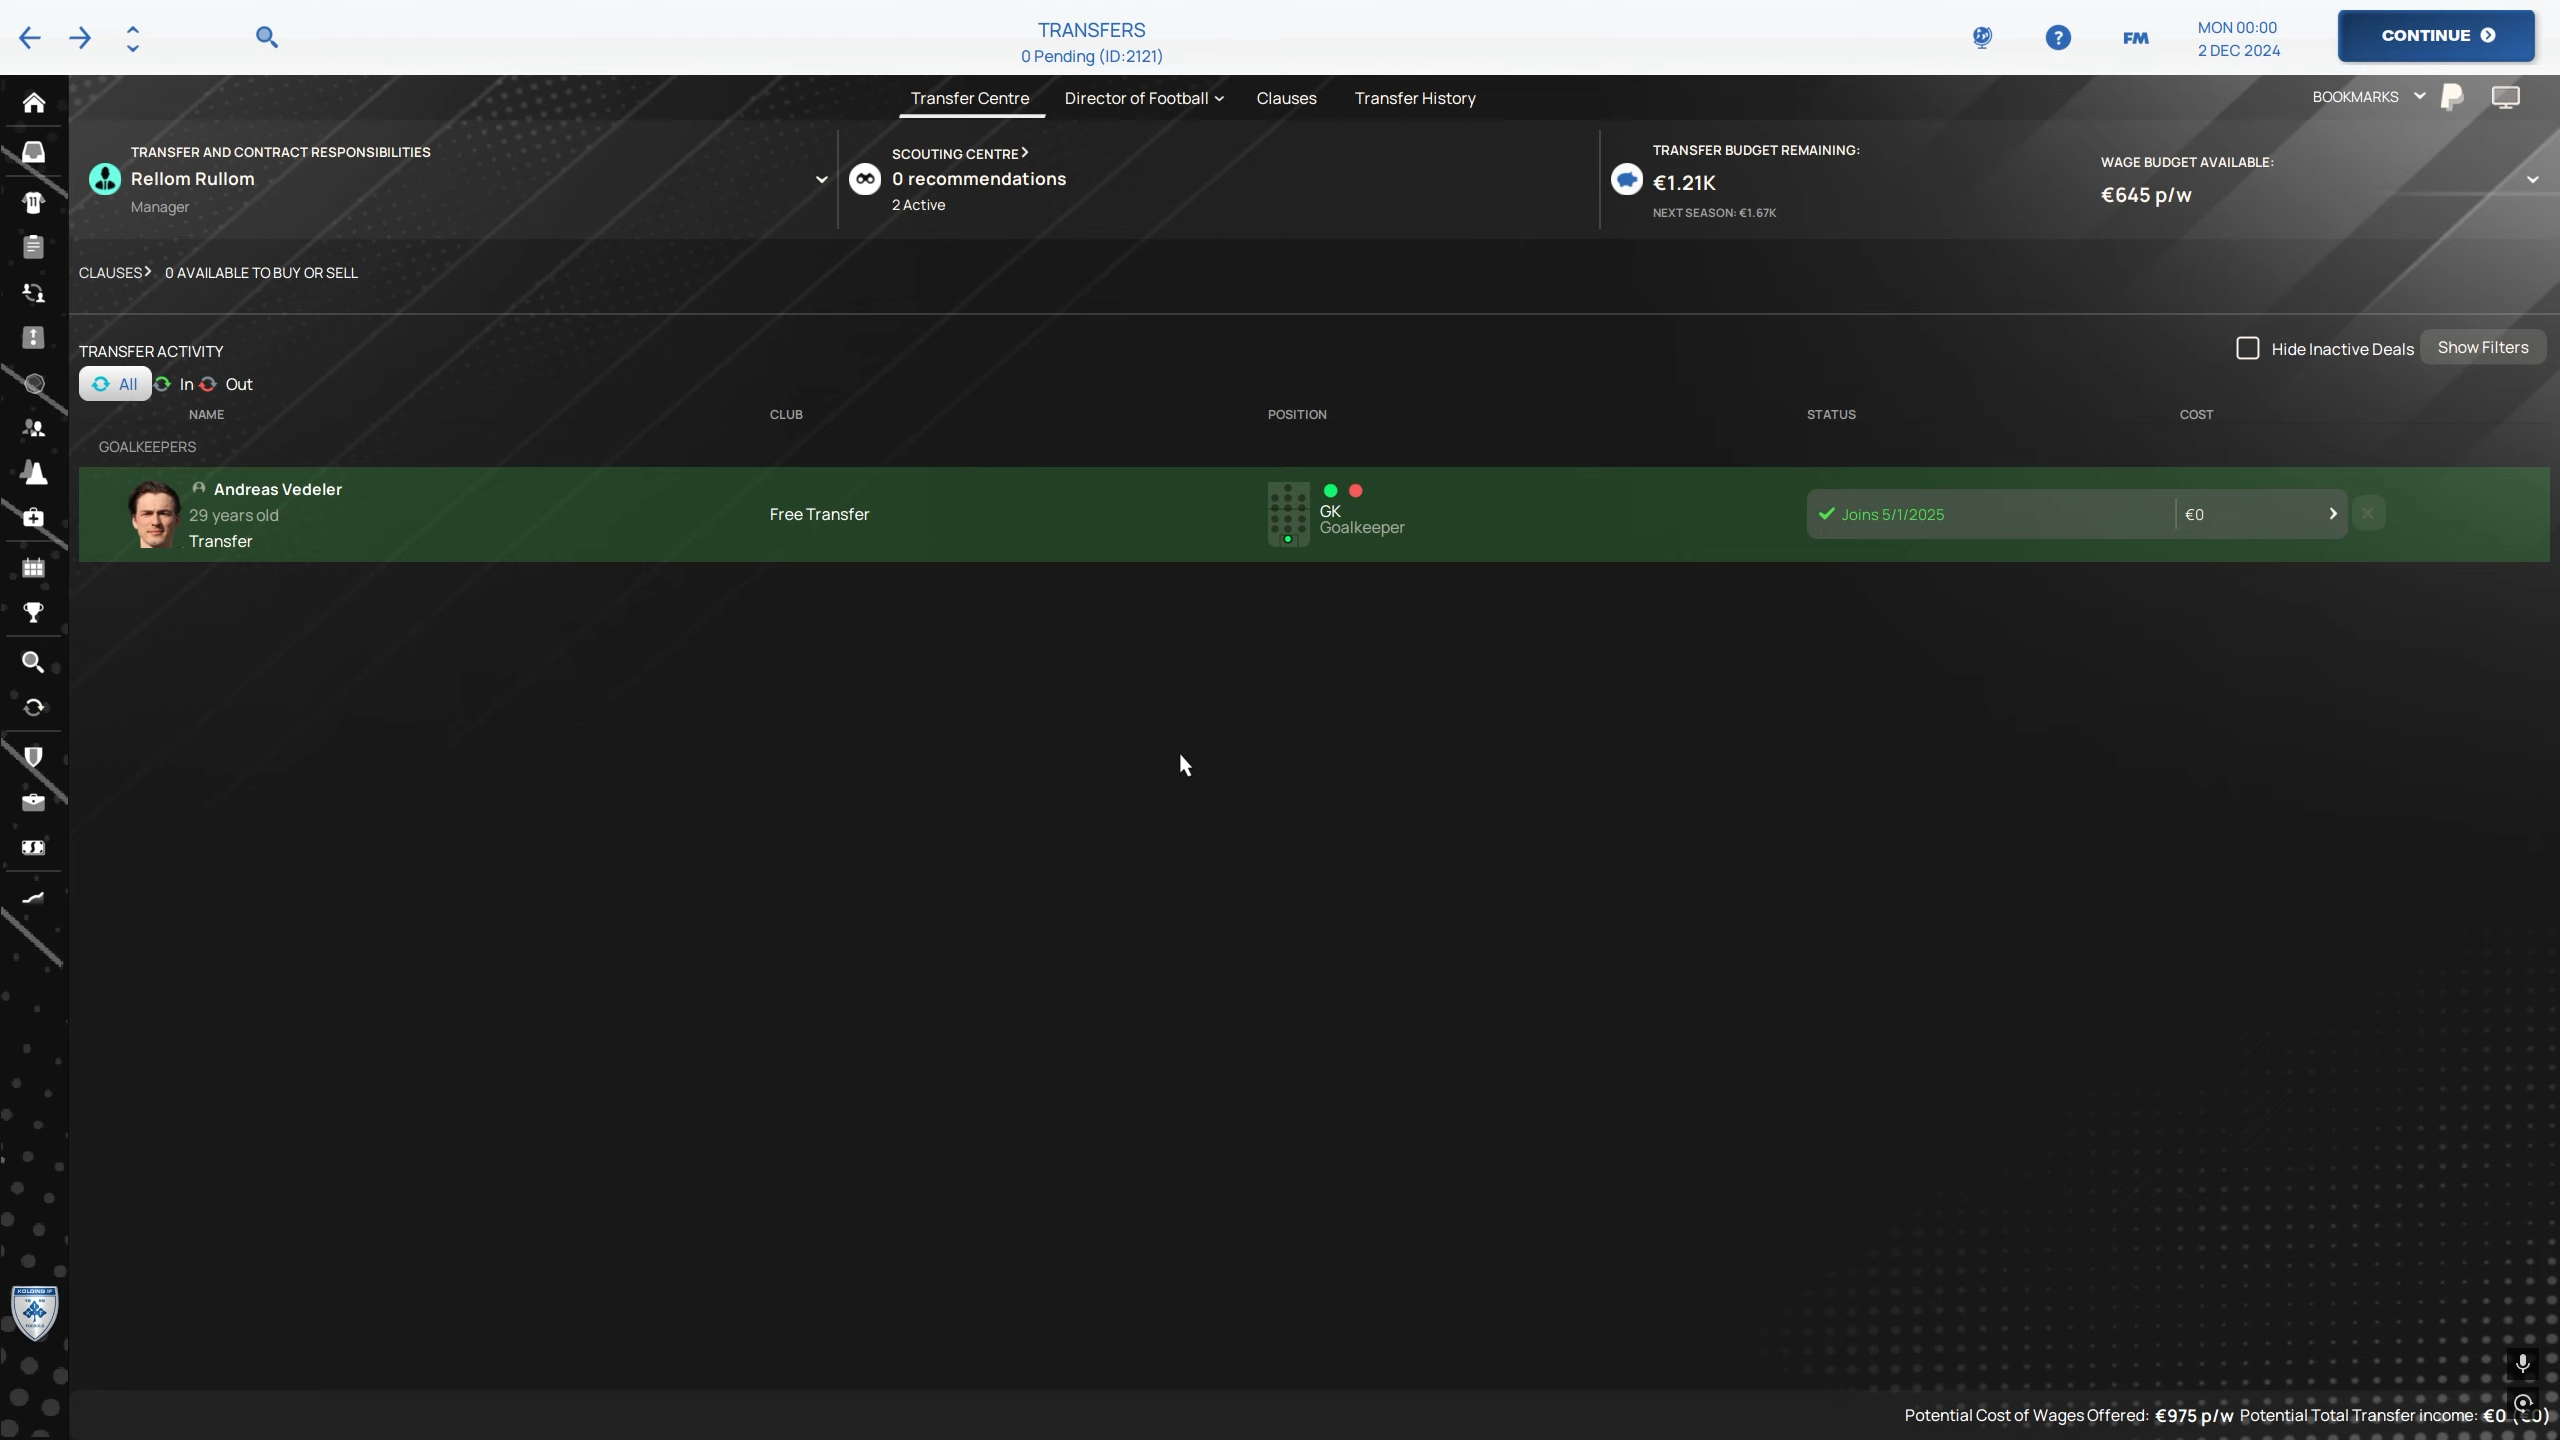 TRANSFERS
0 Pending (ID:2121)
?
FM
MON 00:00
2 DEC 2024
CONTINUE
Transfer Centre
Director of Football
Clauses
Transfer History
BOOKMARKS
TRANSFER AND CONTRACT RESPONSIBILITIES
Rellom Rullom
Manager
SCOUTING CENTRE
0 recommendations
2 Active
TRANSFER BUDGET REMAINING:
€1.21K
NEXT SEASON: €1.67K
WAGE BUDGET AVAILABLE:
€645 p/w
CLAUSES 0 AVAILABLE TO BUY OR SELL
TRANSFER ACTIVITY
Hide Inactive Deals
Show Filters
All In Out
NAME CLUB POSITION STATUS COST
GOALKEEPERS
Andreas Vedeler
29 years old
Transfer
Free Transfer
GK
Goalkeeper
Joins 5/1/2025
€0
KOLDING IF
Potential Cost of Wages Offered: €975 p/w Potential Total Transfer income: €0 (€0)